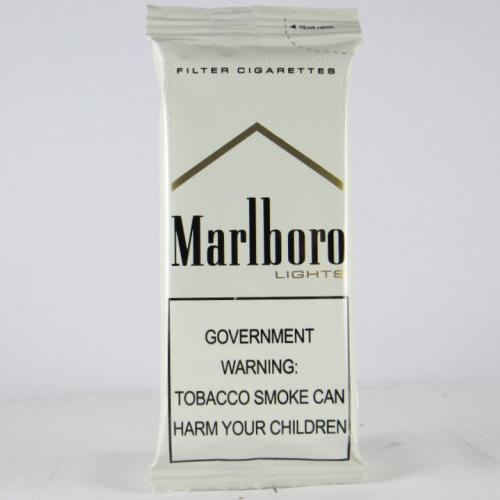 TEAR HERE
FILTER CIGARETTES
Marlboro
LIGHTS
GOVERNMENT
WARNING:
TOBACCO SMOKE CAN
HARM YOUR CHILDREN